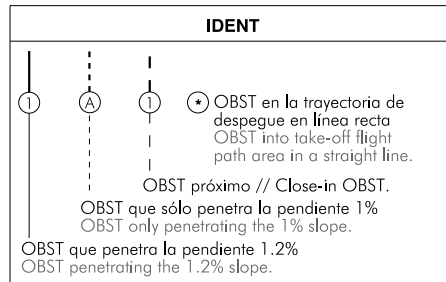 IDENT
1 A 1 * OBST en la trayectoria de
despegue en línea recta
OBST into take-off flight
path area in a straight line.
OBST próximo // Close-in OBST.
OBST que sólo penetra la pendiente 1%
OBST only penetrating the 1% slope.
OBST que penetra la pendiente 1.2%
OBST penetrating the 1.2% slope.